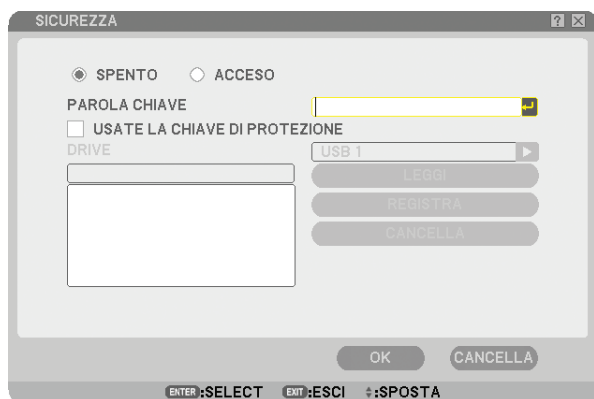 SICUREZZA
SPENTO ACCESO
PAROLA CHIAVE
USATE LA CHIAVE DI PROTEZIONE
DRIVE USB 1
LEGGI
REGISTRA
CANCELLA
OK CANCELLA
ENTER:SELECT EXIT:ESCI :SPOSTA